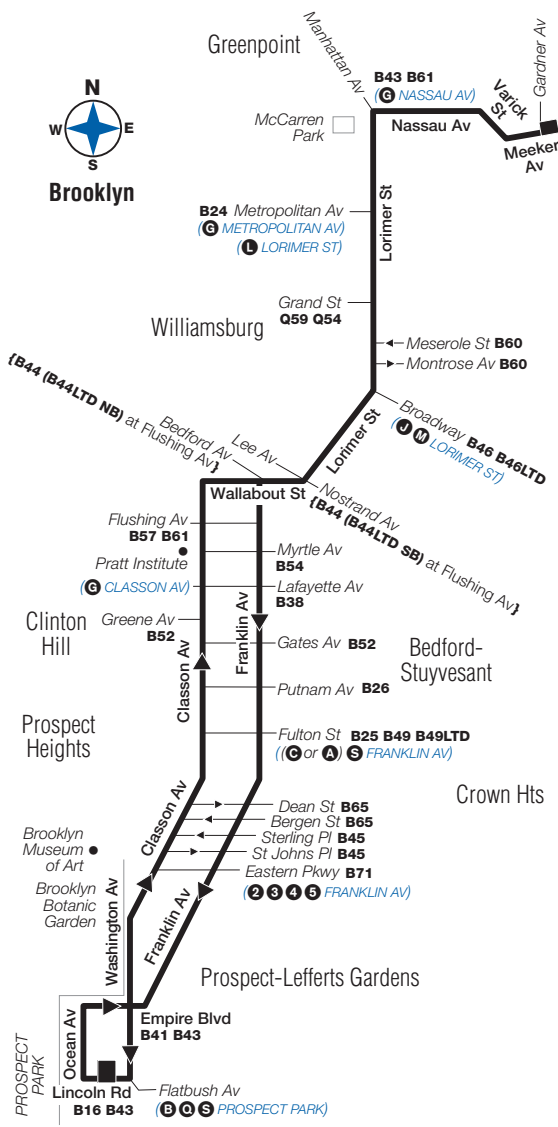 Greenpoint
Manhattan Av
B43 B61
(G NASSAU AV)
Gardner Av
Varick
St
N
W E
S
Brooklyn
McCarren
Park
Nassau Av
Meeker
Av
B24 Metropolitan Av
(G METROPOLITAN AV)
(L LORIMER ST)
Lorimer St
Grand St
Q59 Q54
Williamsburg
Meserole St B60
Montrose Av B60
{B44 (B44LTD NB)
at Flushing Av}
Bedford Av
Lee Av
Lorimer St
Broadway B46 B46LTD
(J M LORIMER ST)
Wallabout St
Nostrand Av
{B44 (B44LTD SB)
at Flushing Av}
Flushing Av
B57 B61
Pratt Institute
Myrtle Av
B54
(G CLASSON AV)
Lafayette Av
B38
Clinton
Hill
Greene Av
B52
Franklin Av
Gates Av B52
Bedford-
Stuyvesant
Classon Av
Putnam Av B26
Prospect
Heights
Fulton St B25 B49 B49LTD
((C or A) S FRANKLIN AV)
Crown Hts
Classon Av
Dean St B65
Bergen St B65
Sterling Pl B45
St Johns Pl B45
Eastern Pkwy B71
(2 3 4 5 FRANKLIN AV)
Brooklyn
Museum
of Art
Brooklyn
Botanic
Garden
Washington Av
Franklin Av
Prospect-Lefferts Gardens
Empire Blvd
B41 B43
Ocean Av
PROSPECT
PARK
Lincoln Rd
B16 B43
Flatbush Av
(B Q S PROSPECT PARK)